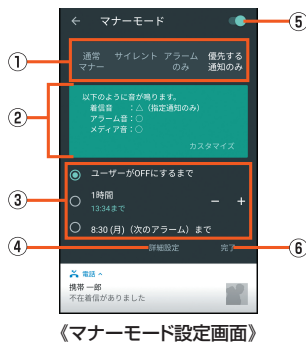 ← マナーモード
⑤
①
通常 サイレント アラーム 優先する
マナー のみ 通知のみ
②
以下のように音が鳴ります。
着信音 :△(指定通知のみ)
アラーム音:○
メディア音:○
カスタマイズ
③
ユーザーがOFFにするまで
1時間 − +
13:34まで
8:30 (月)(次のアラーム)まで
④ 詳細設定 完了 ⑥
電話 ^
携帯 一郎
不在着信がありました
《マナーモード設定画面》